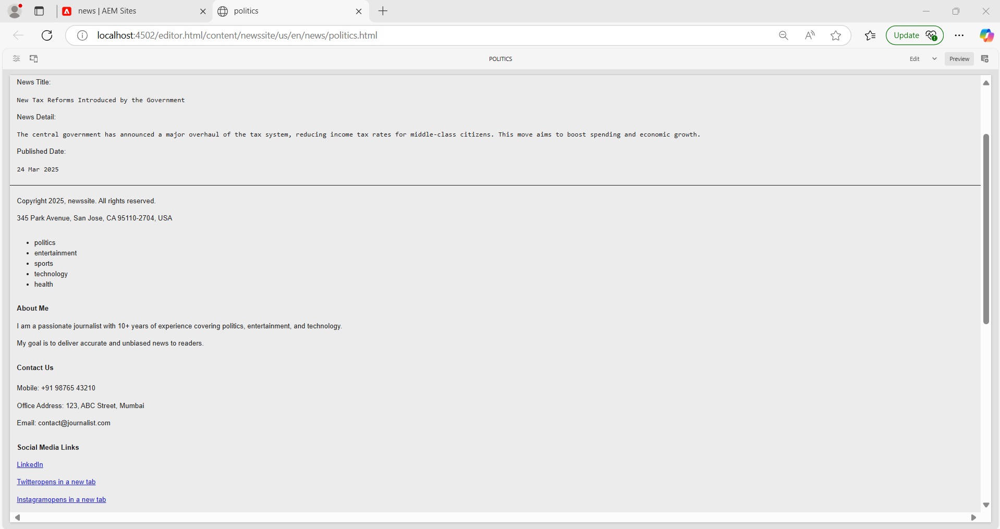 news | AEM Sites
politics
localhost:4502/editor.html/content/newssite/us/en/news/politics.html
Update
POLITICS
Edit
Preview
News Title:
New Tax Reforms Introduced by the Government
News Detail:
The central government has announced a major overhaul of the tax system, reducing income tax rates for middle-class citizens. This move aims to boost spending and economic growth.
Published Date:
24 Mar 2025
Copyright 2025, newssite. All rights reserved.
345 Park Avenue, San Jose, CA 95110-2704, USA
• politics
• entertainment
• sports
• technology
• health
About Me
I am a passionate journalist with 10+ years of experience covering politics, entertainment, and technology.
My goal is to deliver accurate and unbiased news to readers.
Contact Us
Mobile: +91 98765 43210
Office Address: 123, ABC Street, Mumbai
Email: contact@journalist.com
Social Media Links
LinkedIn
Twitteropens in a new tab
Instagramopens in a new tab